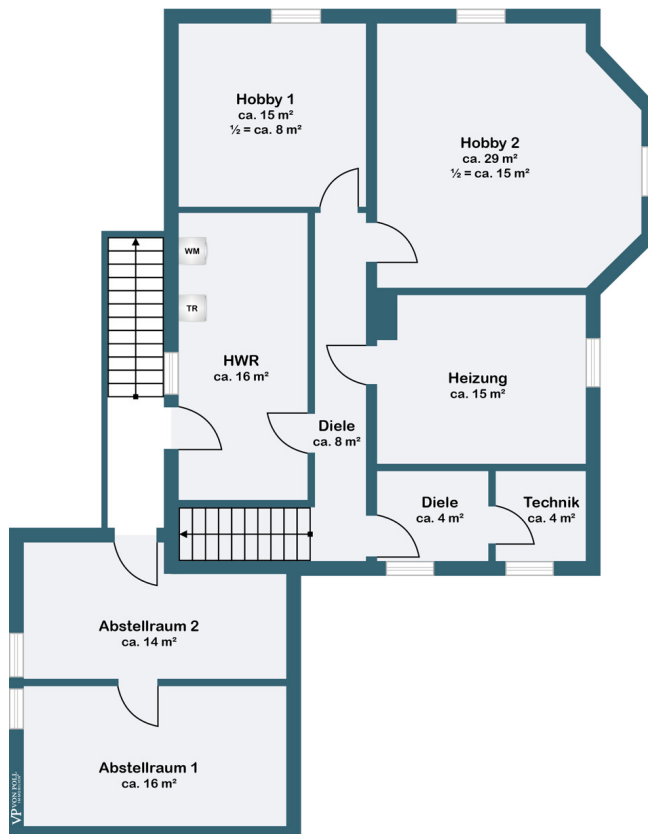 Hobby 1
ca. 15 m²
½ = ca. 8 m²
Hobby 2
ca. 29 m²
½ = ca. 15 m²
WM
TR
HWR
ca. 16 m²
Heizung
ca. 15 m²
Diele
ca. 8 m²
Diele
ca. 4 m²
Technik
ca. 4 m²
Abstellraum 2
ca. 14 m²
Abstellraum 1
ca. 16 m²
VP VON POLL